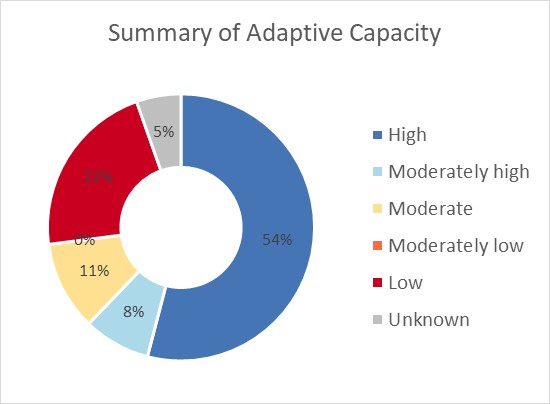 Summary of Adaptive Capacity
5%
22%
0%
54%
11%
8%
High
Moderately high
Moderate
Moderately low
Low
Unknown